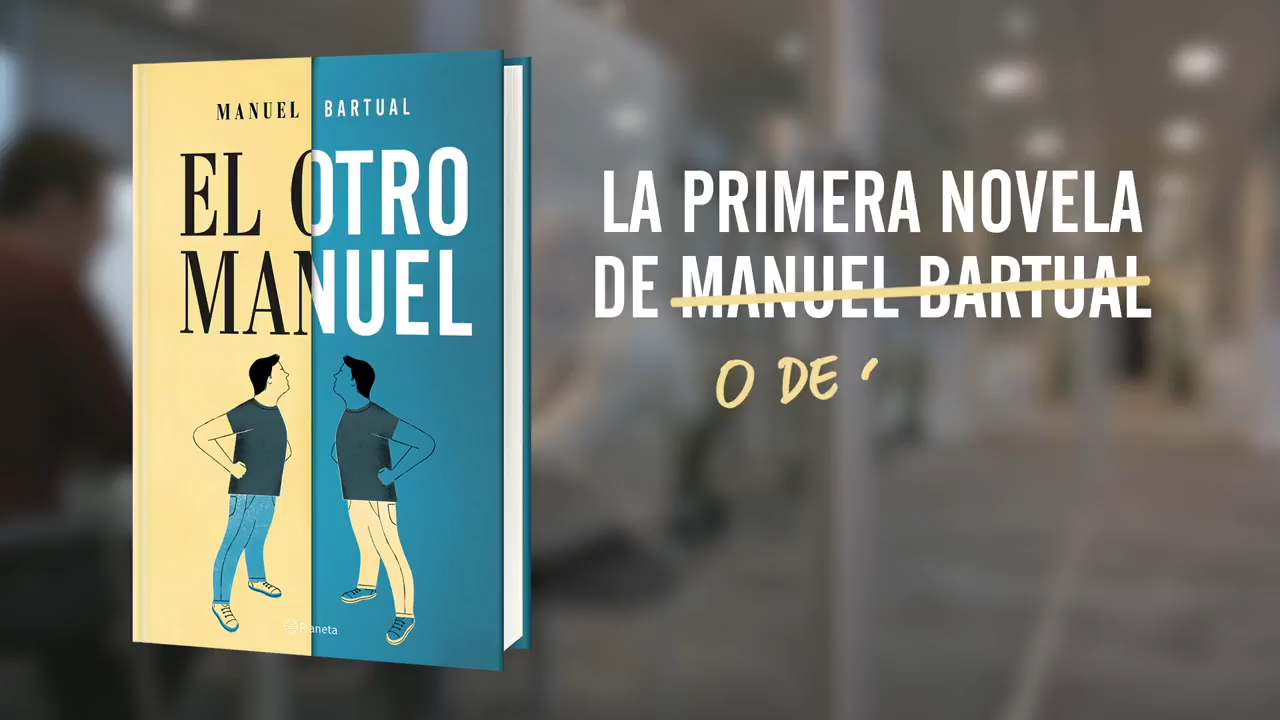 MANUEL BARTUAL
EL OTRO
MANUEL
Planeta
LA PRIMERA NOVELA
DE MANUEL BARTUAL
O DE